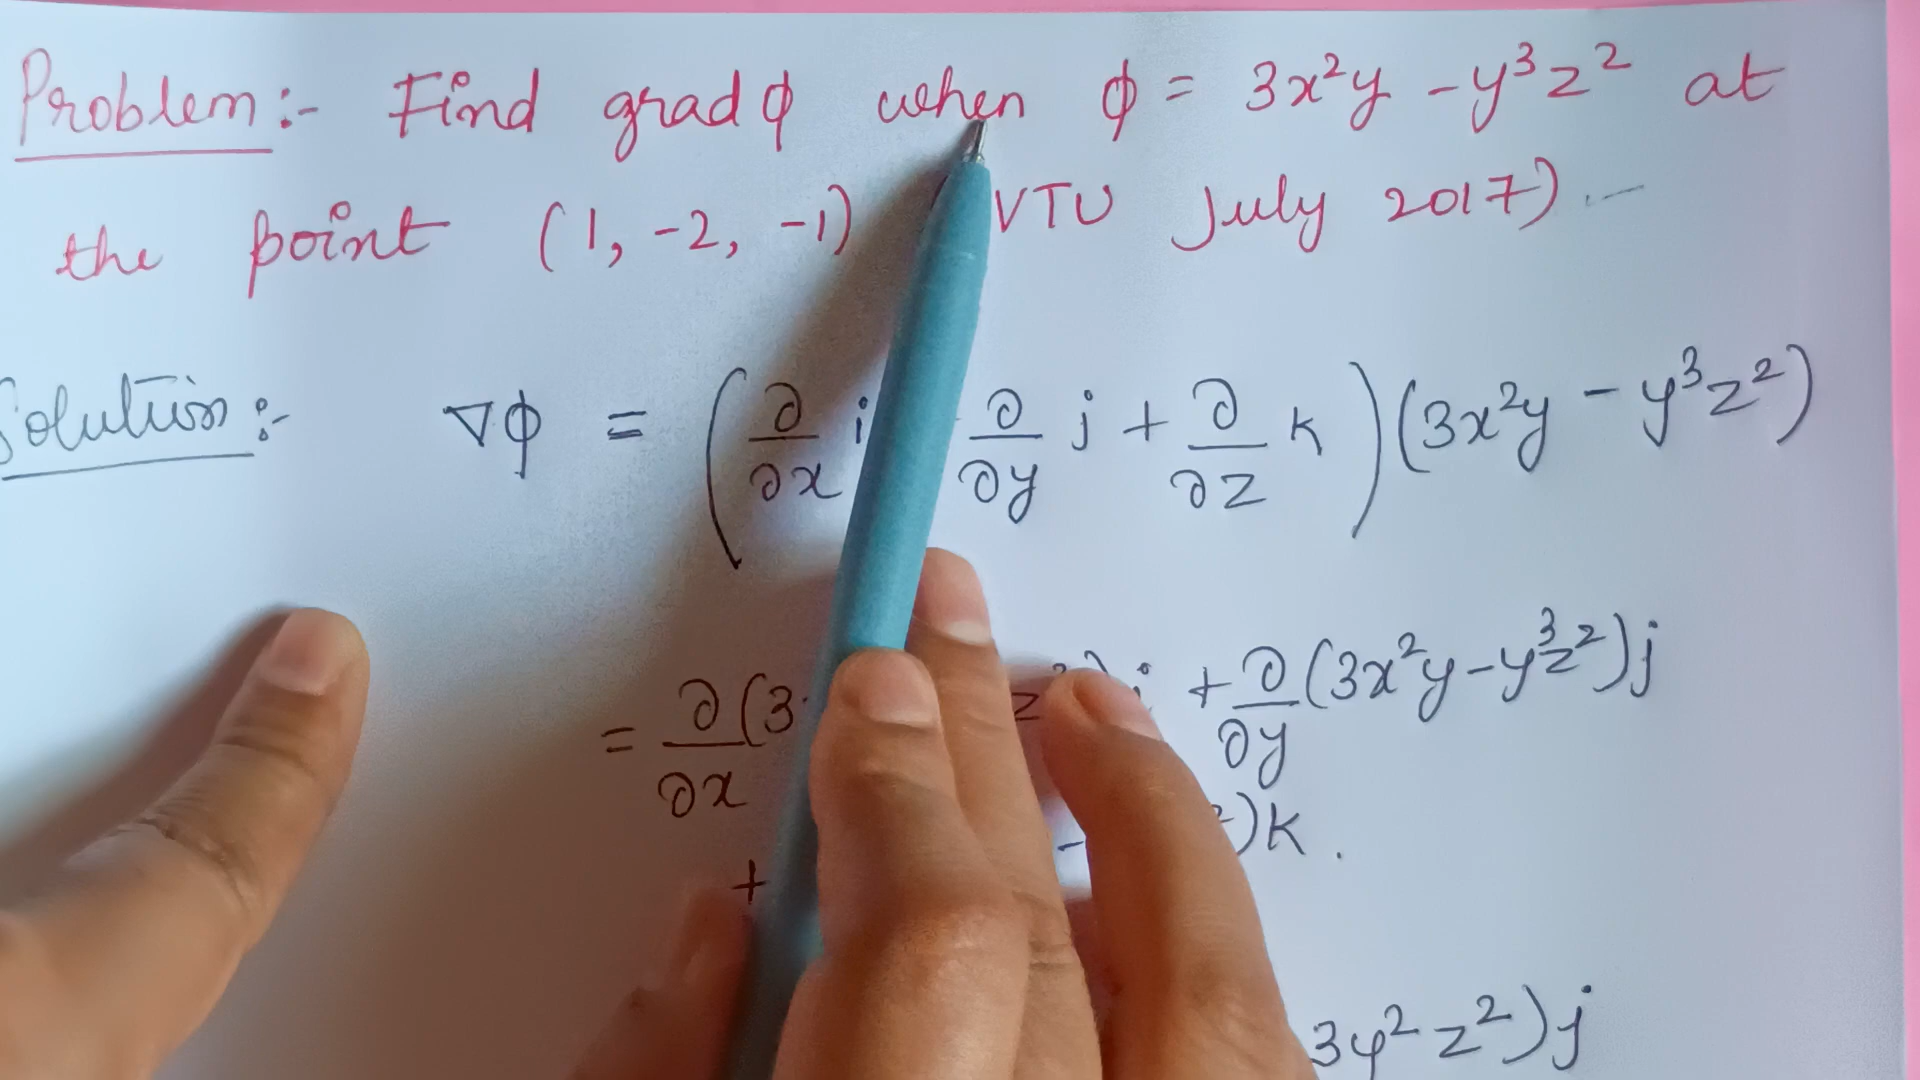 Problem:- Find grad ϕ when ϕ = 3x²y - y³z² at
the point (1, -2, -1) VTU July 2017)
Solution:- ∇ϕ = (∂/∂x i ∂/∂y j + ∂/∂z k)(3x²y - y³z²)
= ∂/∂x (3 + ∂/∂y (3x²y - y³z²)j
+ - ²)k.
3y²z²)j